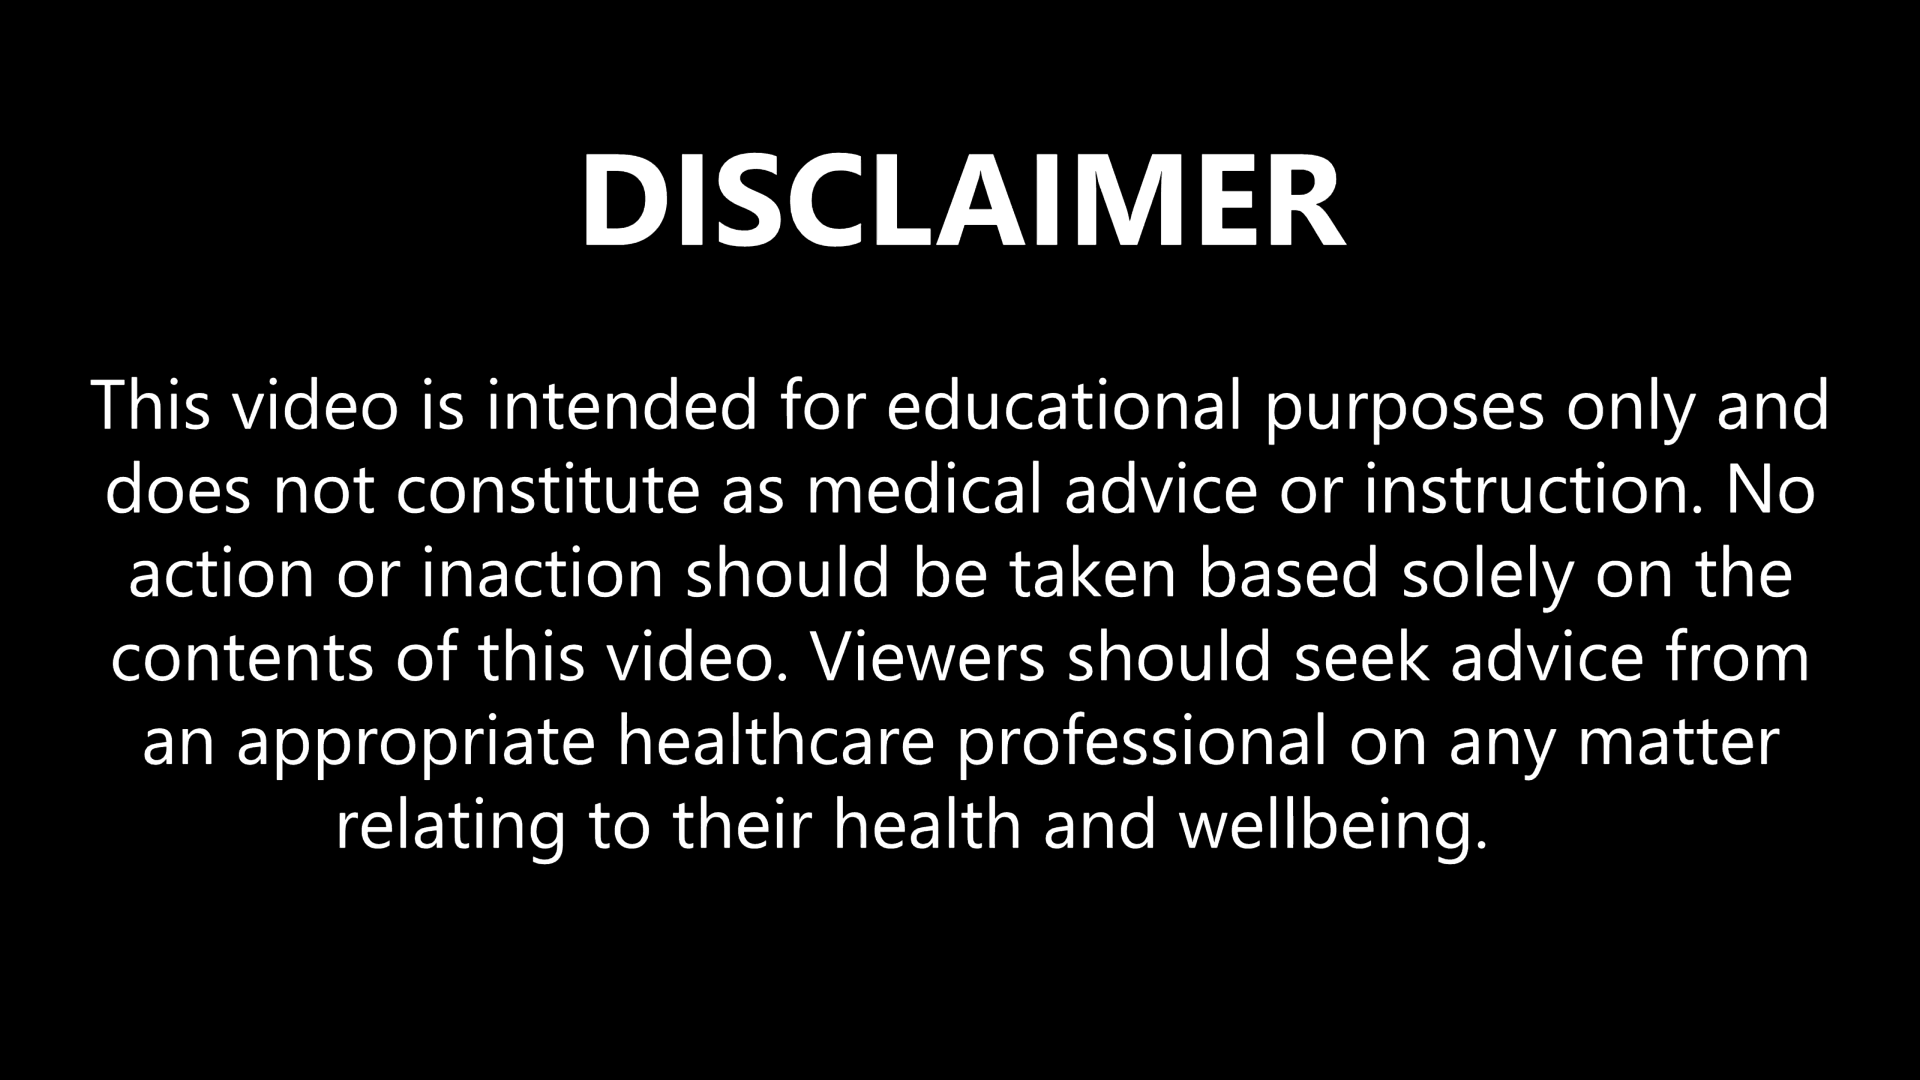 DISCLAIMER
This video is intended for educational purposes only and
does not constitute as medical advice or instruction. No
action or inaction should be taken based solely on the
contents of this video. Viewers should seek advice from
an appropriate healthcare professional on any matter
relating to their health and wellbeing.